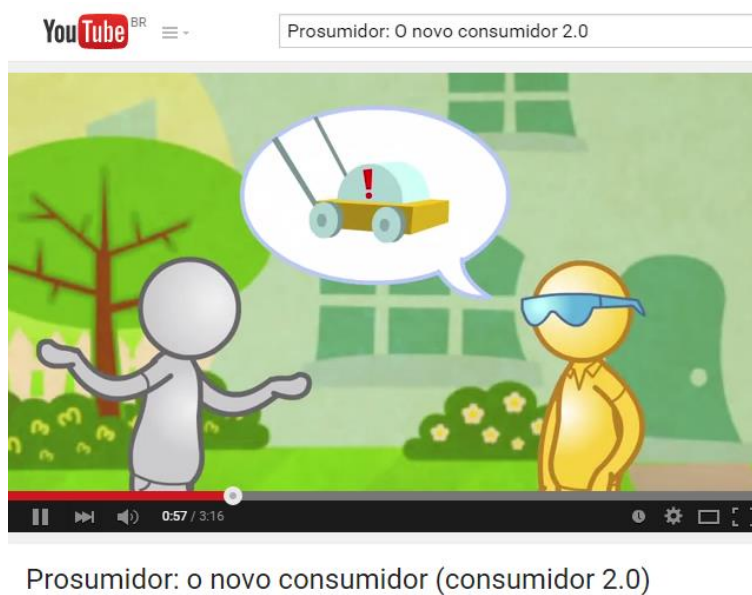 YouTube BR
Prosumidor: O novo consumidor 2.0
!
0:57 / 3:16
Prosumidor: o novo consumidor (consumidor 2.0)